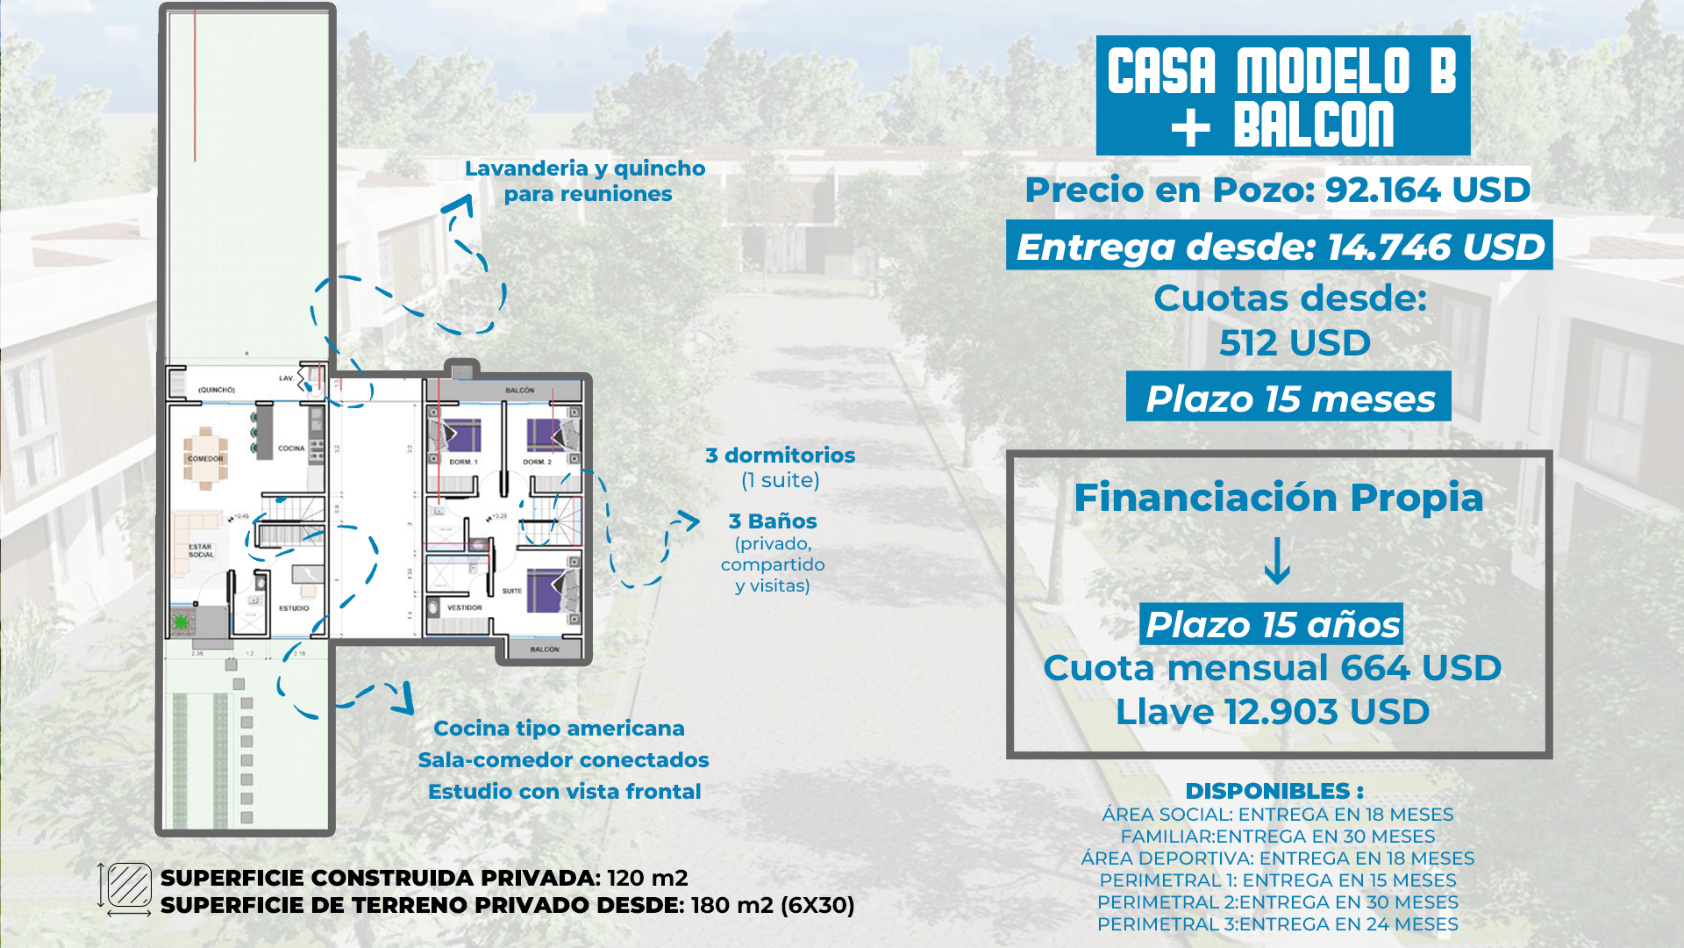 CASA MODELO B
+ BALCON
Precio en Pozo: 92.164 USD
Entrega desde: 14.746 USD
Cuotas desde:
512 USD
Plazo 15 meses
Financiación Propia
Plazo 15 años
Cuota mensual 664 USD
Llave 12.903 USD
DISPONIBLES :
ÁREA SOCIAL: ENTREGA EN 18 MESES
FAMILIAR:ENTREGA EN 30 MESES
ÁREA DEPORTIVA: ENTREGA EN 18 MESES
PERIMETRAL 1: ENTREGA EN 15 MESES
PERIMETRAL 2:ENTREGA EN 30 MESES
PERIMETRAL 3:ENTREGA EN 24 MESES
Lavanderia y quincho
para reuniones
(QUINCHO)
LAV.
COMEDOR
COCINA
ESTAR
SOCIAL
ESTUDIO
BALCÓN
DORM. 1
DORM. 2
VESTIDOR
SUITE
BALCÓN
3 dormitorios
(1 suite)
3 Baños
(privado,
compartido
y visitas)
Cocina tipo americana
Sala-comedor conectados
Estudio con vista frontal
SUPERFICIE CONSTRUIDA PRIVADA: 120 m2
SUPERFICIE DE TERRENO PRIVADO DESDE: 180 m2 (6X30)